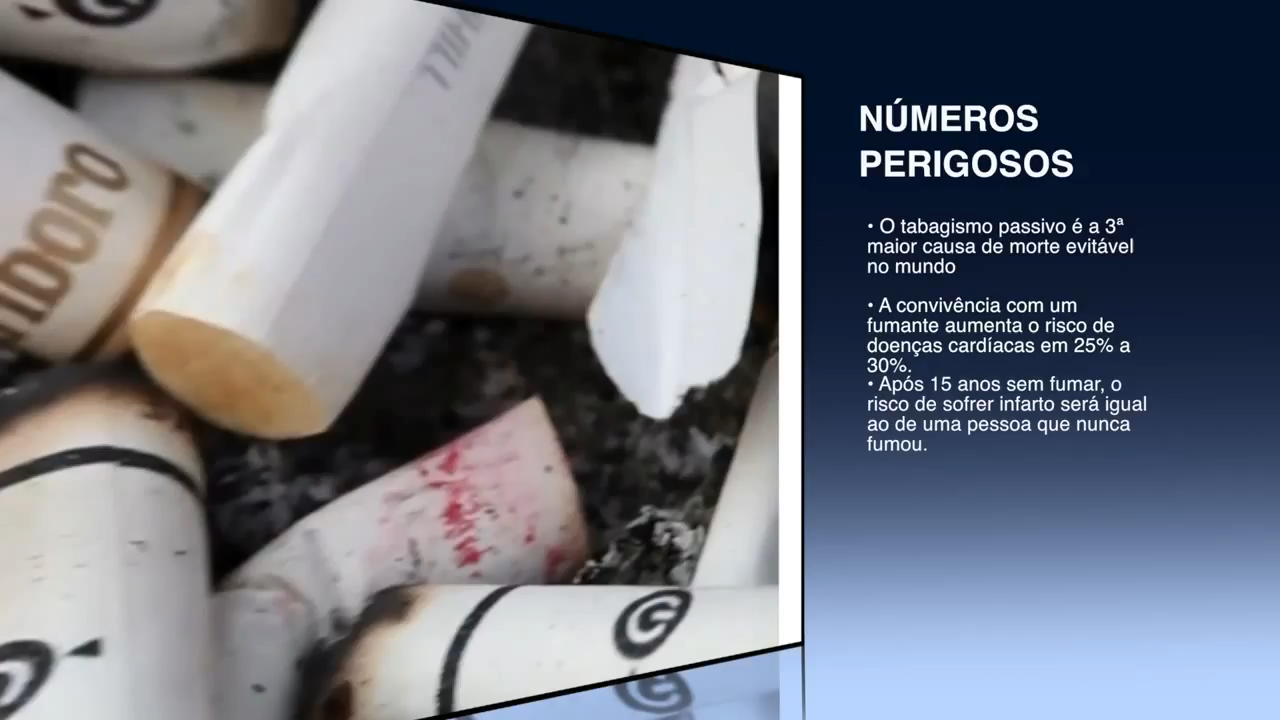 NÚMEROS
PERIGOSOS
• O tabagismo passivo é a 3ª
maior causa de morte evitável
no mundo
• A convivência com um
fumante aumenta o risco de
doenças cardíacas em 25% a
30%.
• Após 15 anos sem fumar, o
risco de sofrer infarto será igual
ao de uma pessoa que nunca
fumou.